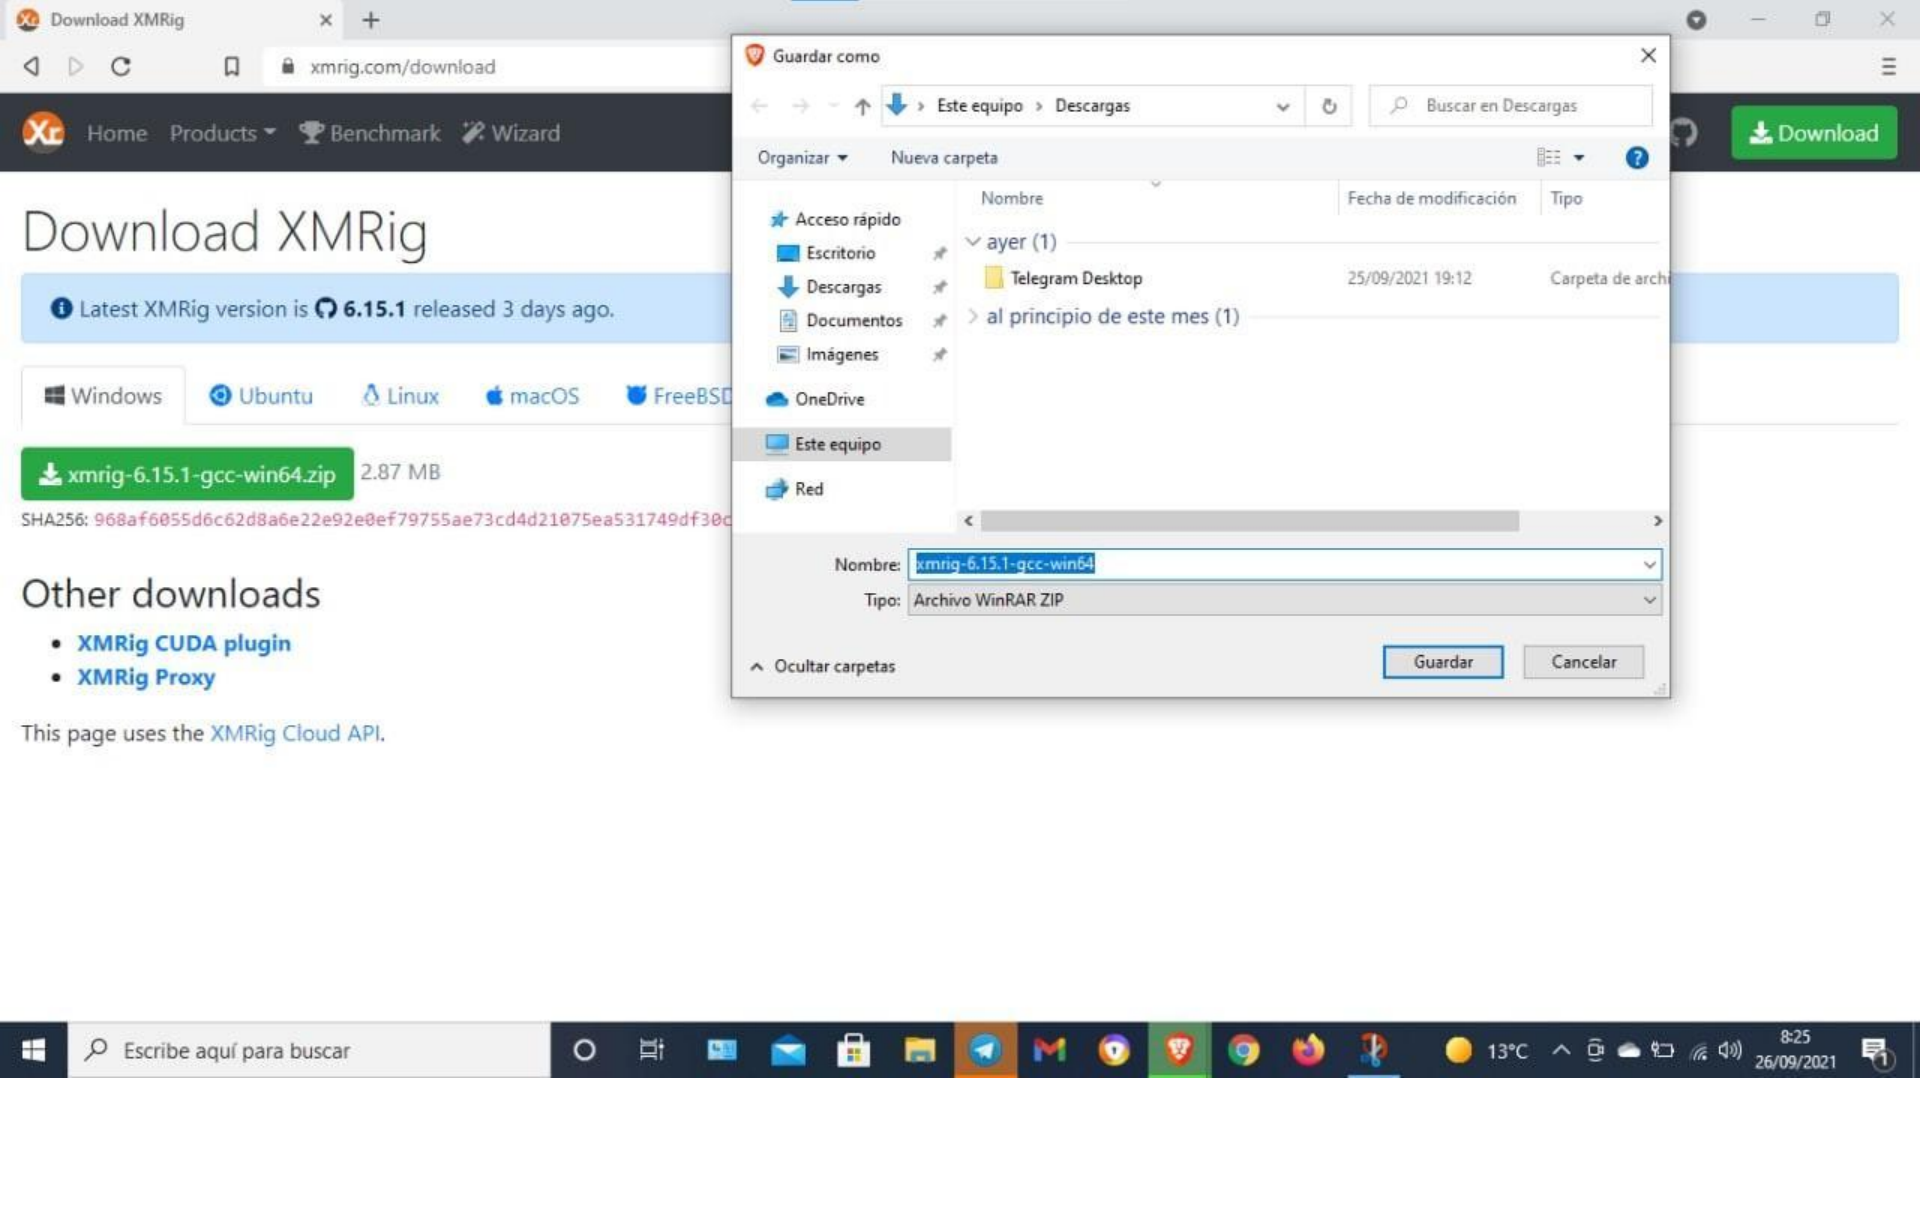 Download XMRig
xmrig.com/download
Xr Home Products Benchmark Wizard
Download
Download XMRig
Latest XMRig version is 6.15.1 released 3 days ago.
Windows Ubuntu Linux macOS FreeBSD
xmrig-6.15.1-gcc-win64.zip 2.87 MB
SHA256: 968af6055d6c62d8a6e22e92e0ef79755ae73cd4d21075ea531749df30c
Other downloads
XMRig CUDA plugin
XMRig Proxy
This page uses the XMRig Cloud API.
Guardar como
Este equipo › Descargas
Buscar en Descargas
Organizar Nueva carpeta
Nombre Fecha de modificación Tipo
Acceso rápido
Escritorio
Descargas
Documentos
Imágenes
OneDrive
Este equipo
Red
ayer (1)
Telegram Desktop 25/09/2021 19:12 Carpeta de archi
al principio de este mes (1)
Nombre: xmrig-6.15.1-gcc-win64
Tipo: Archivo WinRAR ZIP
Ocultar carpetas
Guardar Cancelar
Escribe aquí para buscar
13°C
8:25
26/09/2021
1